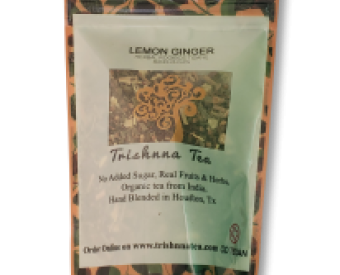 LEMON GINGER
Trishnna Tea
No Added Sugar, Real Fruits & Herbs,
Organic tea from India,
Hand Blended in Houston, Tx
Order Online on www.trishnnatea.com